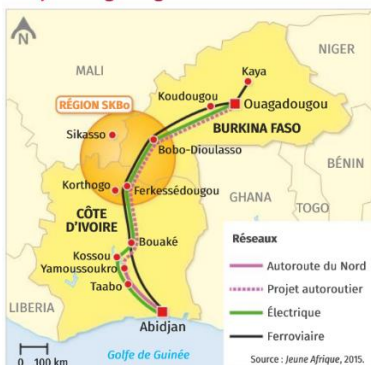 N
MALI
NIGER
Kaya
Koudougou
Ouagadougou
RÉGION SKBo
BURKINA FASO
Sikasso
Bobo-Dioulasso
BÉNIN
Korthogo
Ferkessédougou
GHANA
TOGO
CÔTE
D'IVOIRE
Bouaké
Kossou
Yamoussoukro
Taabo
LIBERIA
Abidjan
Golfe de Guinée
0 100 km
Réseaux
Autoroute du Nord
Projet autoroutier
Électrique
Ferroviaire
Source : Jeune Afrique, 2015.